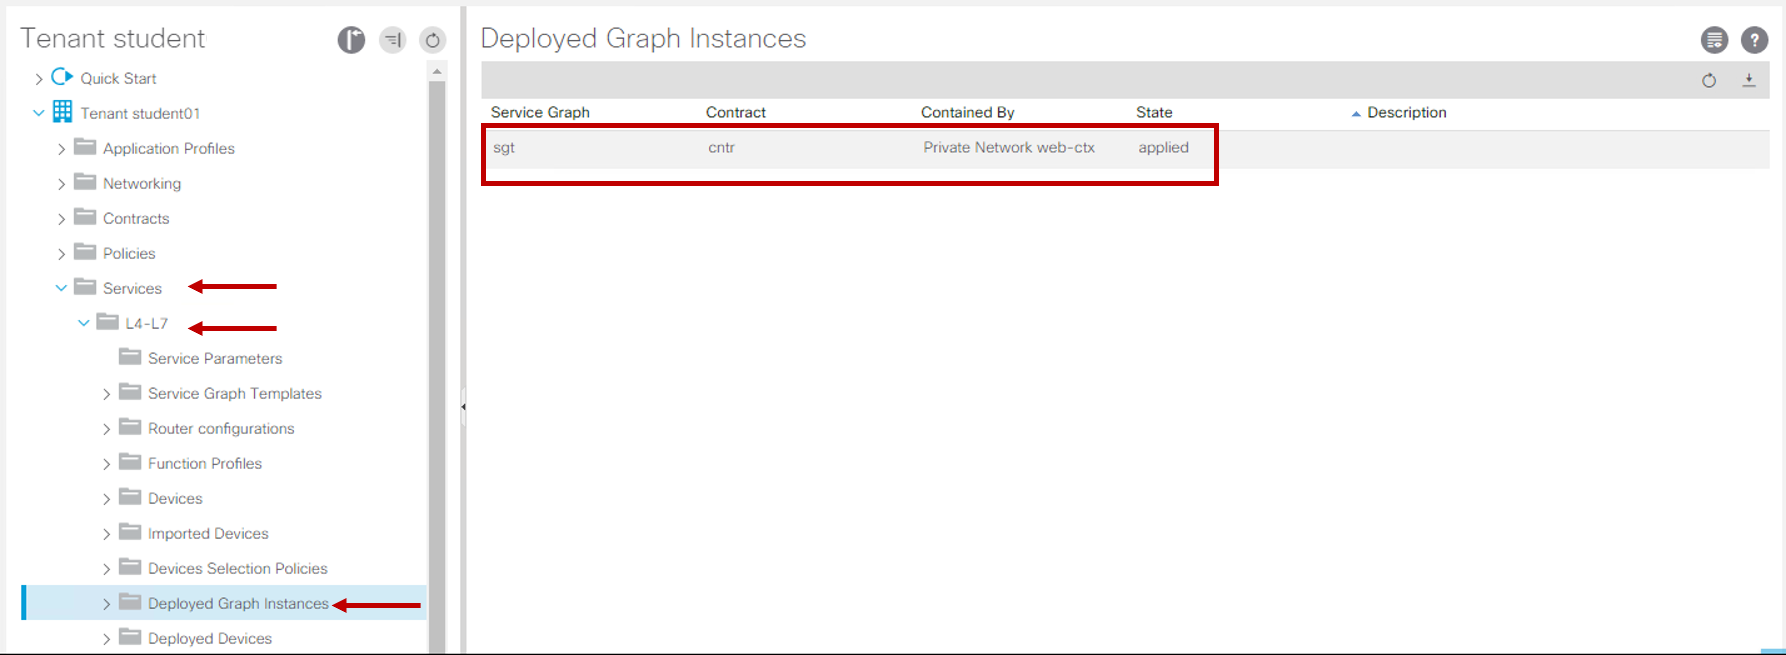 Tenant student
Quick Start
Tenant student01
Application Profiles
Networking
Contracts
Policies
Services
L4-L7
Service Parameters
Service Graph Templates
Router configurations
Function Profiles
Devices
Imported Devices
Devices Selection Policies
Deployed Graph Instances
Deployed Devices
Deployed Graph Instances
?
Service Graph Contract Contained By State Description
sgt cntr Private Network web-ctx applied